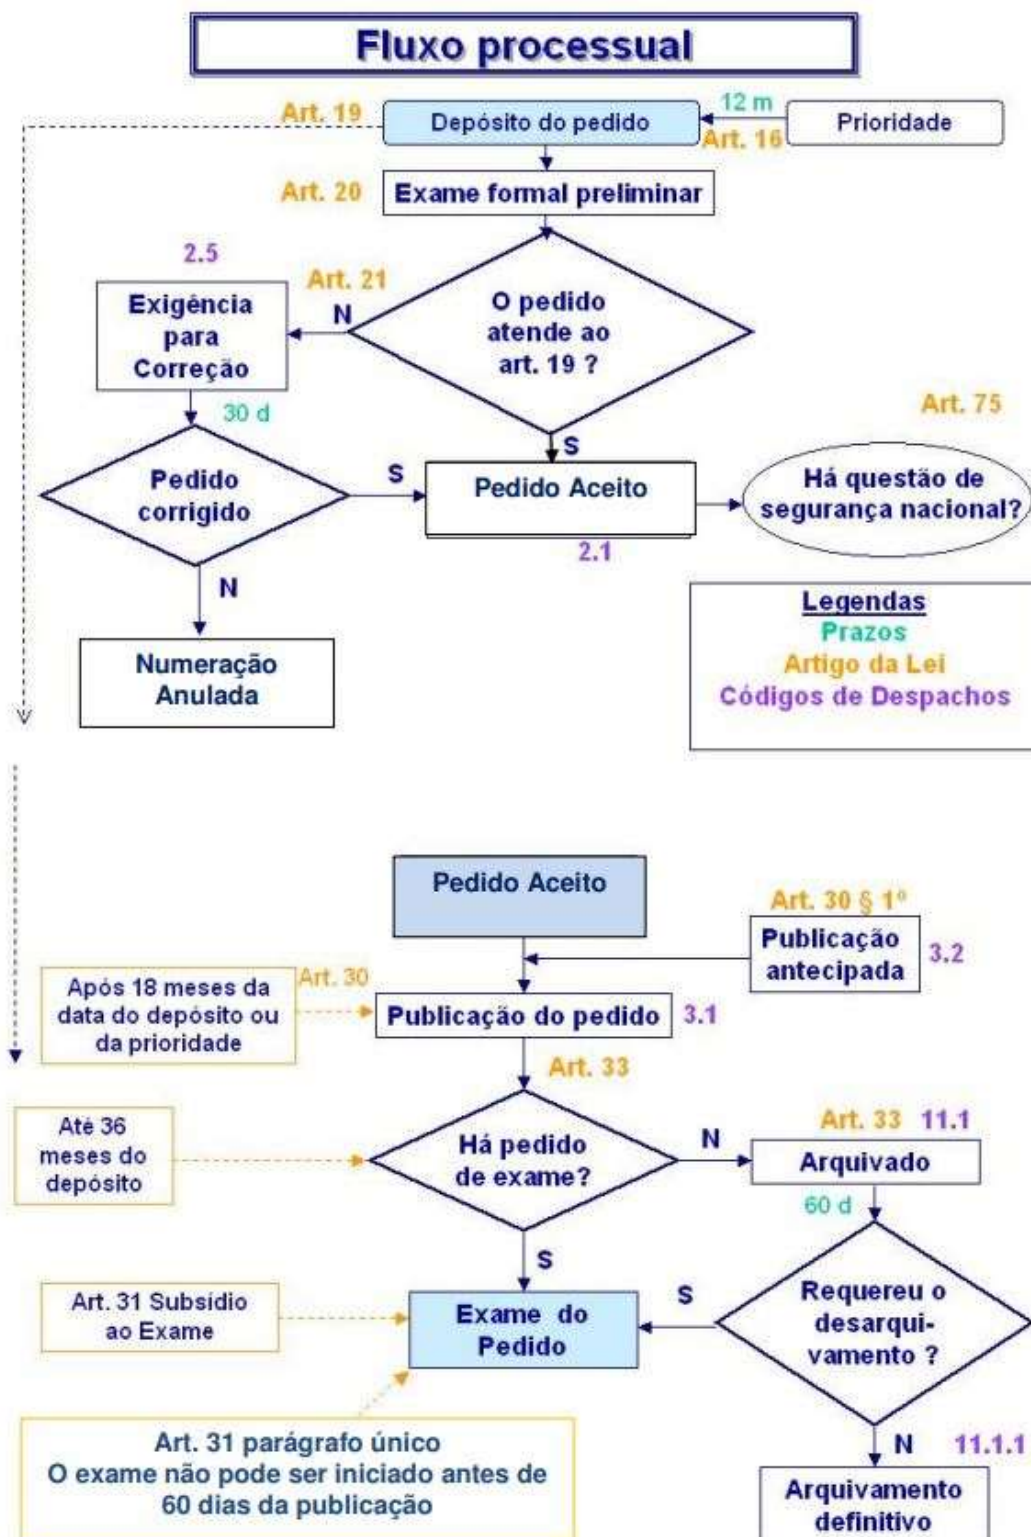 Fluxo processual
Art. 19
Depósito do pedido
12 m
Art. 16
Prioridade
Art. 20
Exame formal preliminar
2.5
Art. 21
Exigência
para
Correção
N
O pedido
atende ao
art. 19 ?
30 d
Art. 75
S
Pedido
corrigido
S
Pedido Aceito
Há questão de
segurança nacional?
2.1
N
Numeração
Anulada
Legendas
Prazos
Artigo da Lei
Códigos de Despachos
Pedido Aceito
Art. 30 § 1º
Publicação
antecipada
3.2
Após 18 meses da
data do depósito ou
da prioridade
Art. 30
Publicação do pedido
3.1
Art. 33
Até 36
meses do
depósito
Há pedido
de exame?
N
Art. 33
11.1
Arquivado
60 d
S
Art. 31 Subsídio
ao Exame
Exame do
Pedido
S
Requereu o
desarqui-
vamento ?
Art. 31 parágrafo único
O exame não pode ser iniciado antes de
60 dias da publicação
N
11.1.1
Arquivamento
definitivo